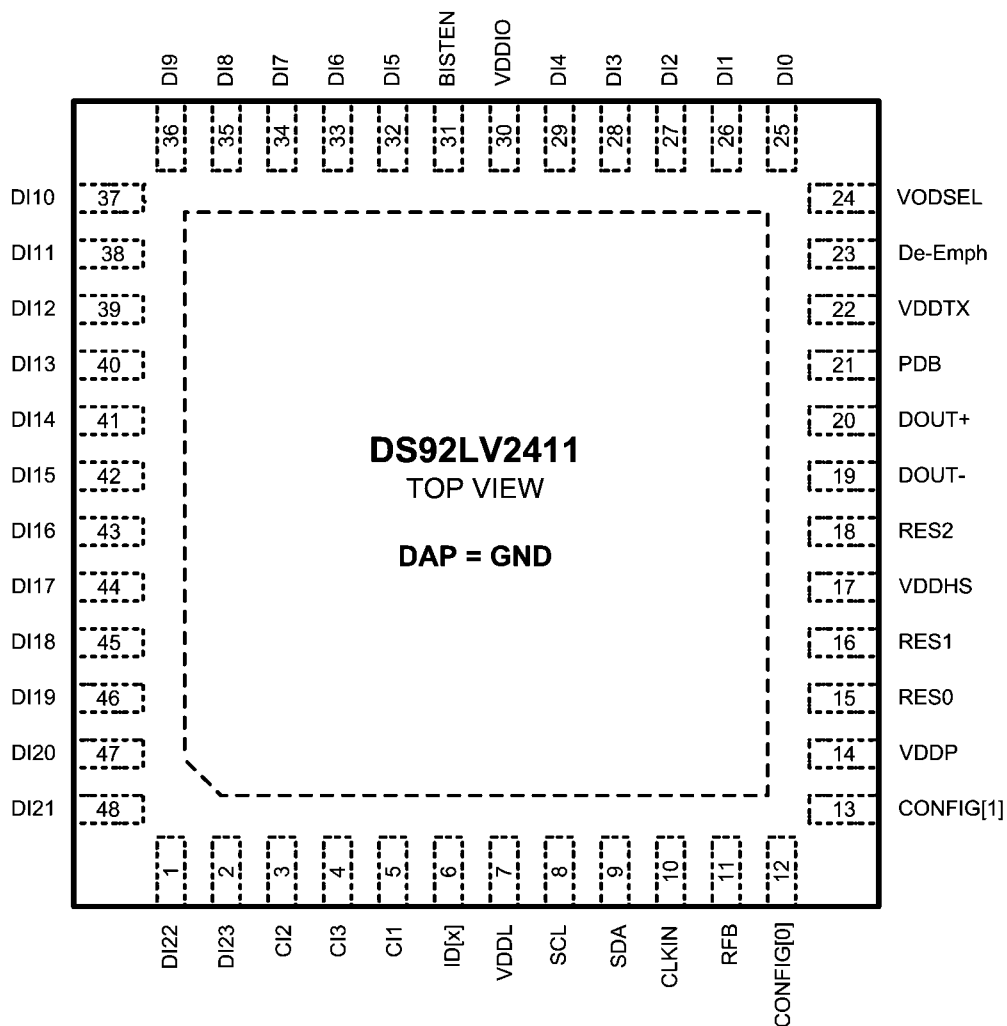 DI9 DI8 DI7 DI6 DI5 BISTEN VDDIO DI4 DI3 DI2 DI1 DI0
36 35 34 33 32 31 30 29 28 27 26 25
DI10 37 24 VODSEL
DI11 38 23 De-Emph
DI12 39 22 VDDTX
DI13 40 21 PDB
DI14 41 20 DOUT+
DS92LV2411
DI15 42 19 DOUT-
TOP VIEW
DI16 43 18 RES2
DAP = GND
DI17 44 17 VDDHS
DI18 45 16 RES1
DI19 46 15 RES0
DI20 47 14 VDDP
DI21 48 13 CONFIG[1]
1 2 3 4 5 6 7 8 9 10 11 12
DI22 DI23 CI2 CI3 CI1 ID[x] VDDL SCL SDA CLKIN RFB CONFIG[0]